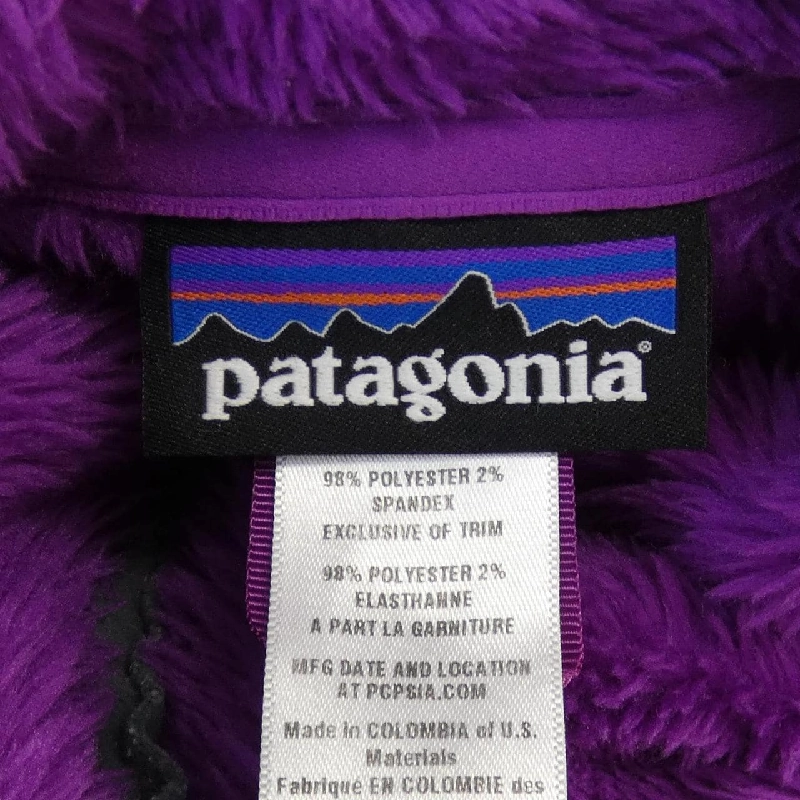 patagonia®
98% POLYESTER 2%
SPANDEX
EXCLUSIVE OF TRIM
98% POLYESTER 2%
ELASTHANNE
A PART LA GARNITURE
MFG DATE AND LOCATION
AT PCPSIA.COM
Made in COLOMBIA of U.S.
Materials
Fabrique EN COLOMBIE des